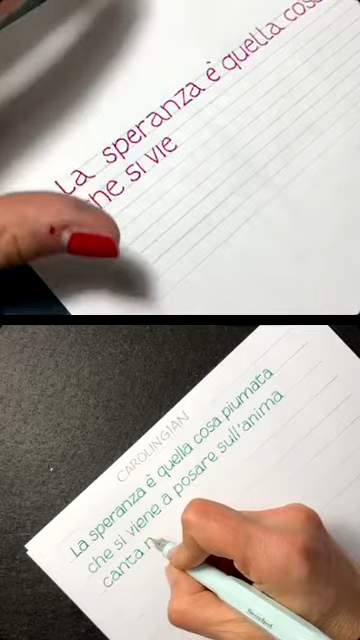 La speranza è quella cosa
che si vie
CAROLINGIAN
La speranza è quella cosa piumata
che si viene a posare sull'anima
canta